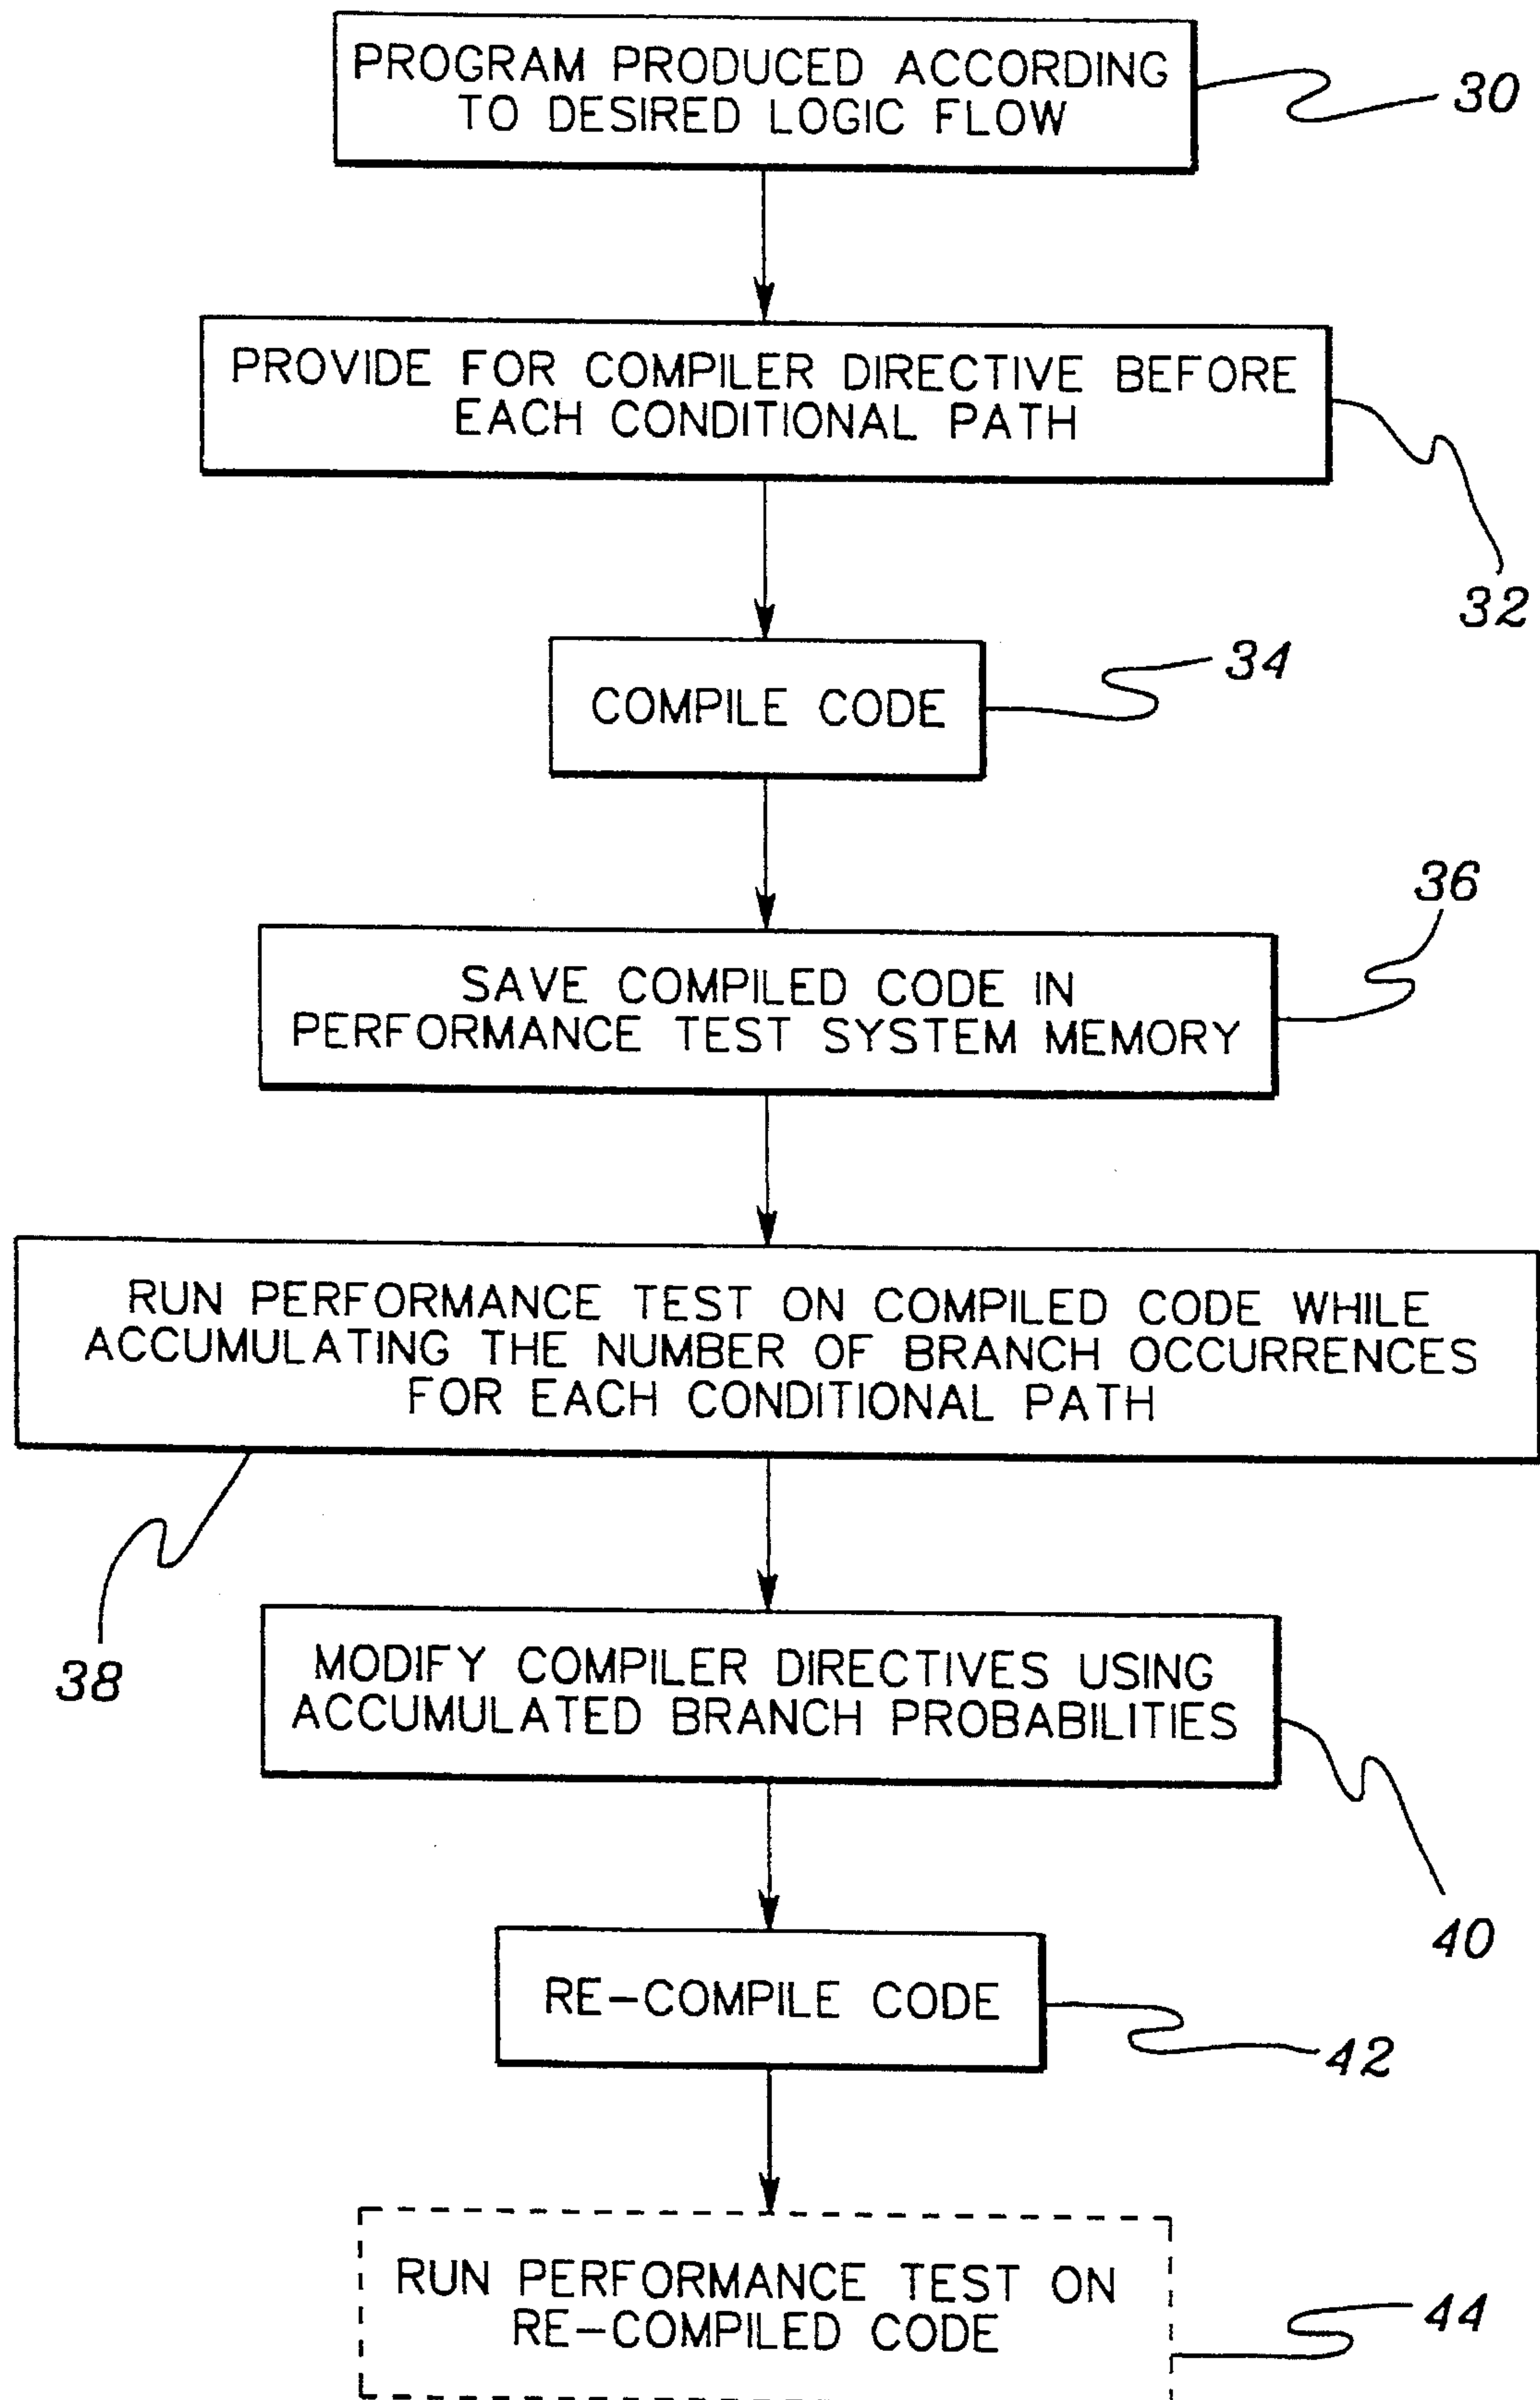 PROGRAM PRODUCED ACCORDING
TO DESIRED LOGIC FLOW
30
PROVIDE FOR COMPILER DIRECTIVE BEFORE
EACH CONDITIONAL PATH
32
COMPILE CODE
34
SAVE COMPILED CODE IN
PERFORMANCE TEST SYSTEM MEMORY
36
RUN PERFORMANCE TEST ON COMPILED CODE WHILE
ACCUMULATING THE NUMBER OF BRANCH OCCURRENCES
FOR EACH CONDITIONAL PATH
38
MODIFY COMPILER DIRECTIVES USING
ACCUMULATED BRANCH PROBABILITIES
40
RE-COMPILE CODE
42
RUN PERFORMANCE TEST ON
RE-COMPILED CODE
44